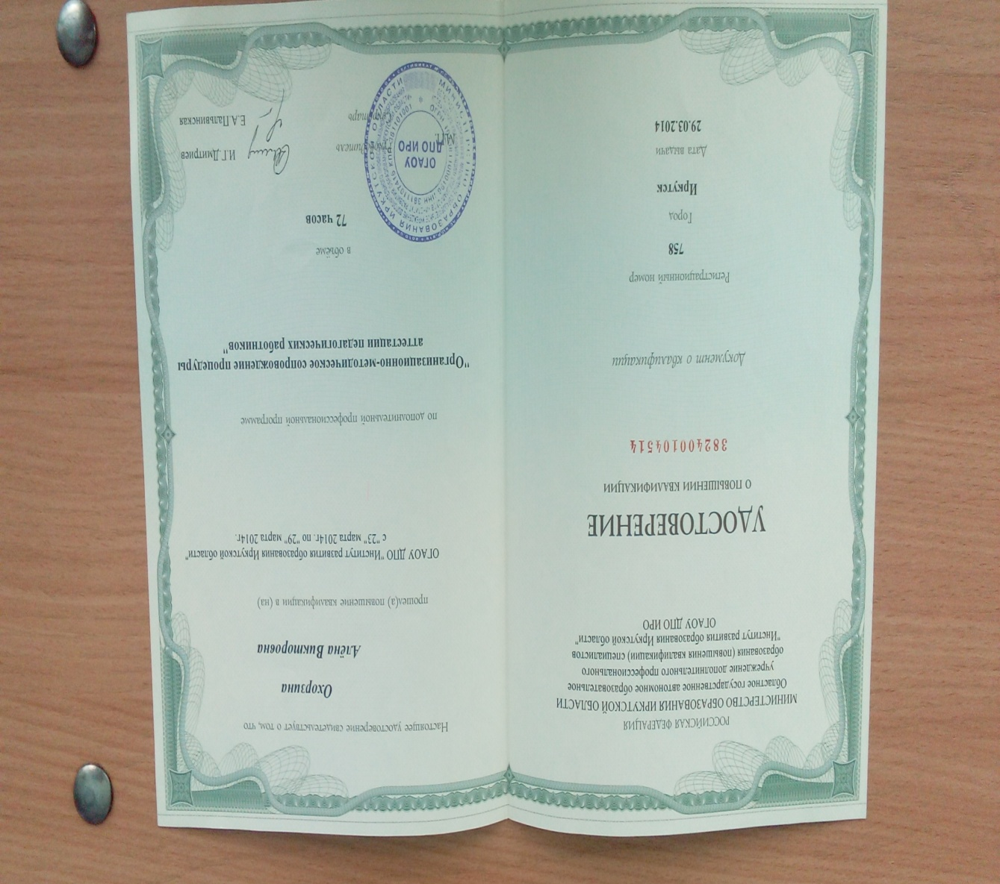 РОССИЙСКАЯ ФЕДЕРАЦИЯ
МИНИСТЕРСТВО ОБРАЗОВАНИЯ ИРКУТСКОЙ ОБЛАСТИ
Областное государственное автономное образовательное
учреждение дополнительного профессионального
образования (повышения квалификации) специалистов
"Институт развития образования Иркутской области"
ОГАОУ ДПО ИРО
УДОСТОВЕРЕНИЕ
О ПОВЫШЕНИИ КВАЛИФИКАЦИИ
382400104514
Документ о квалификации
Регистрационный номер
758
Город
Иркутск
Дата выдачи
29.03.2014
Настоящее удостоверение свидетельствует о том, что
Охорзина
Алёна Викторовна
прошел(а) повышение квалификации в (на)
ОГАОУ ДПО "Институт развития образования Иркутской области"
с "23" марта 2014г. по "29" марта 2014г.
по дополнительной профессиональной программе
"Организационно-методическое сопровождение процедуры
аттестации педагогических работников"
в объёме
72 часов
М.П.
Руководитель
И.Г.Дмитриев
Секретарь
Е.А.Пальвинская
ОГАОУ
ДПО ИРО